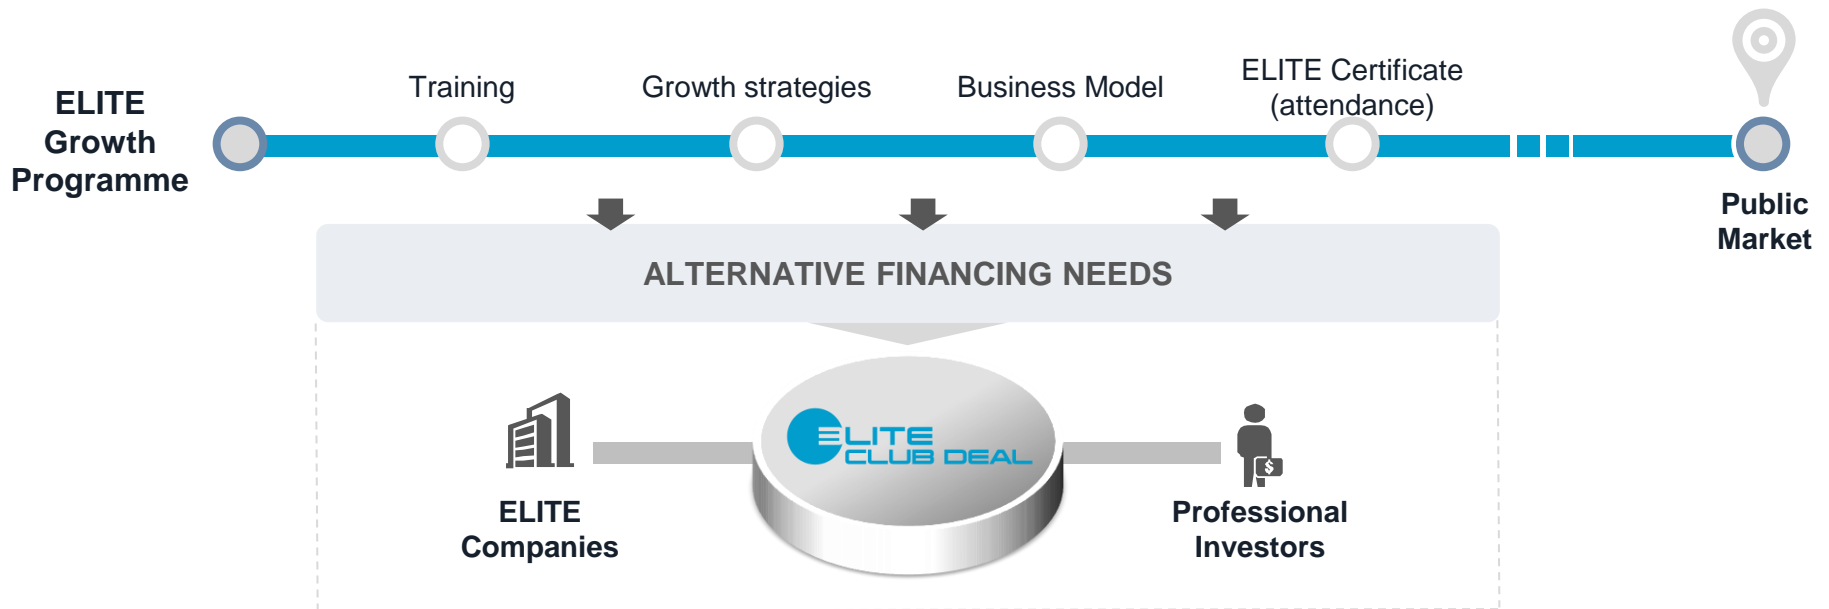 ELITE
Growth
Programme
Training
Growth strategies
Business Model
ELITE Certificate
(attendance)
Public
Market
ALTERNATIVE FINANCING NEEDS
ELITE
CLUB DEAL
$
ELITE
Companies
Professional
Investors